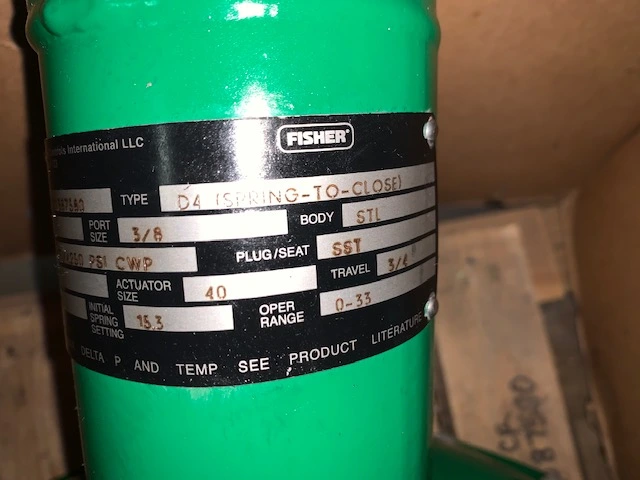 FISHER
International LLC
TYPE D4 (SPRING-TO-CLOSE)
PORT SIZE 3/8 BODY STL
PSI CWP PLUG/SEAT SST
ACTUATOR SIZE 40 TRAVEL 3/4
INITIAL SPRING SETTING 15.3 OPER RANGE 0-33
DELTA P AND TEMP SEE PRODUCT LITERATURE